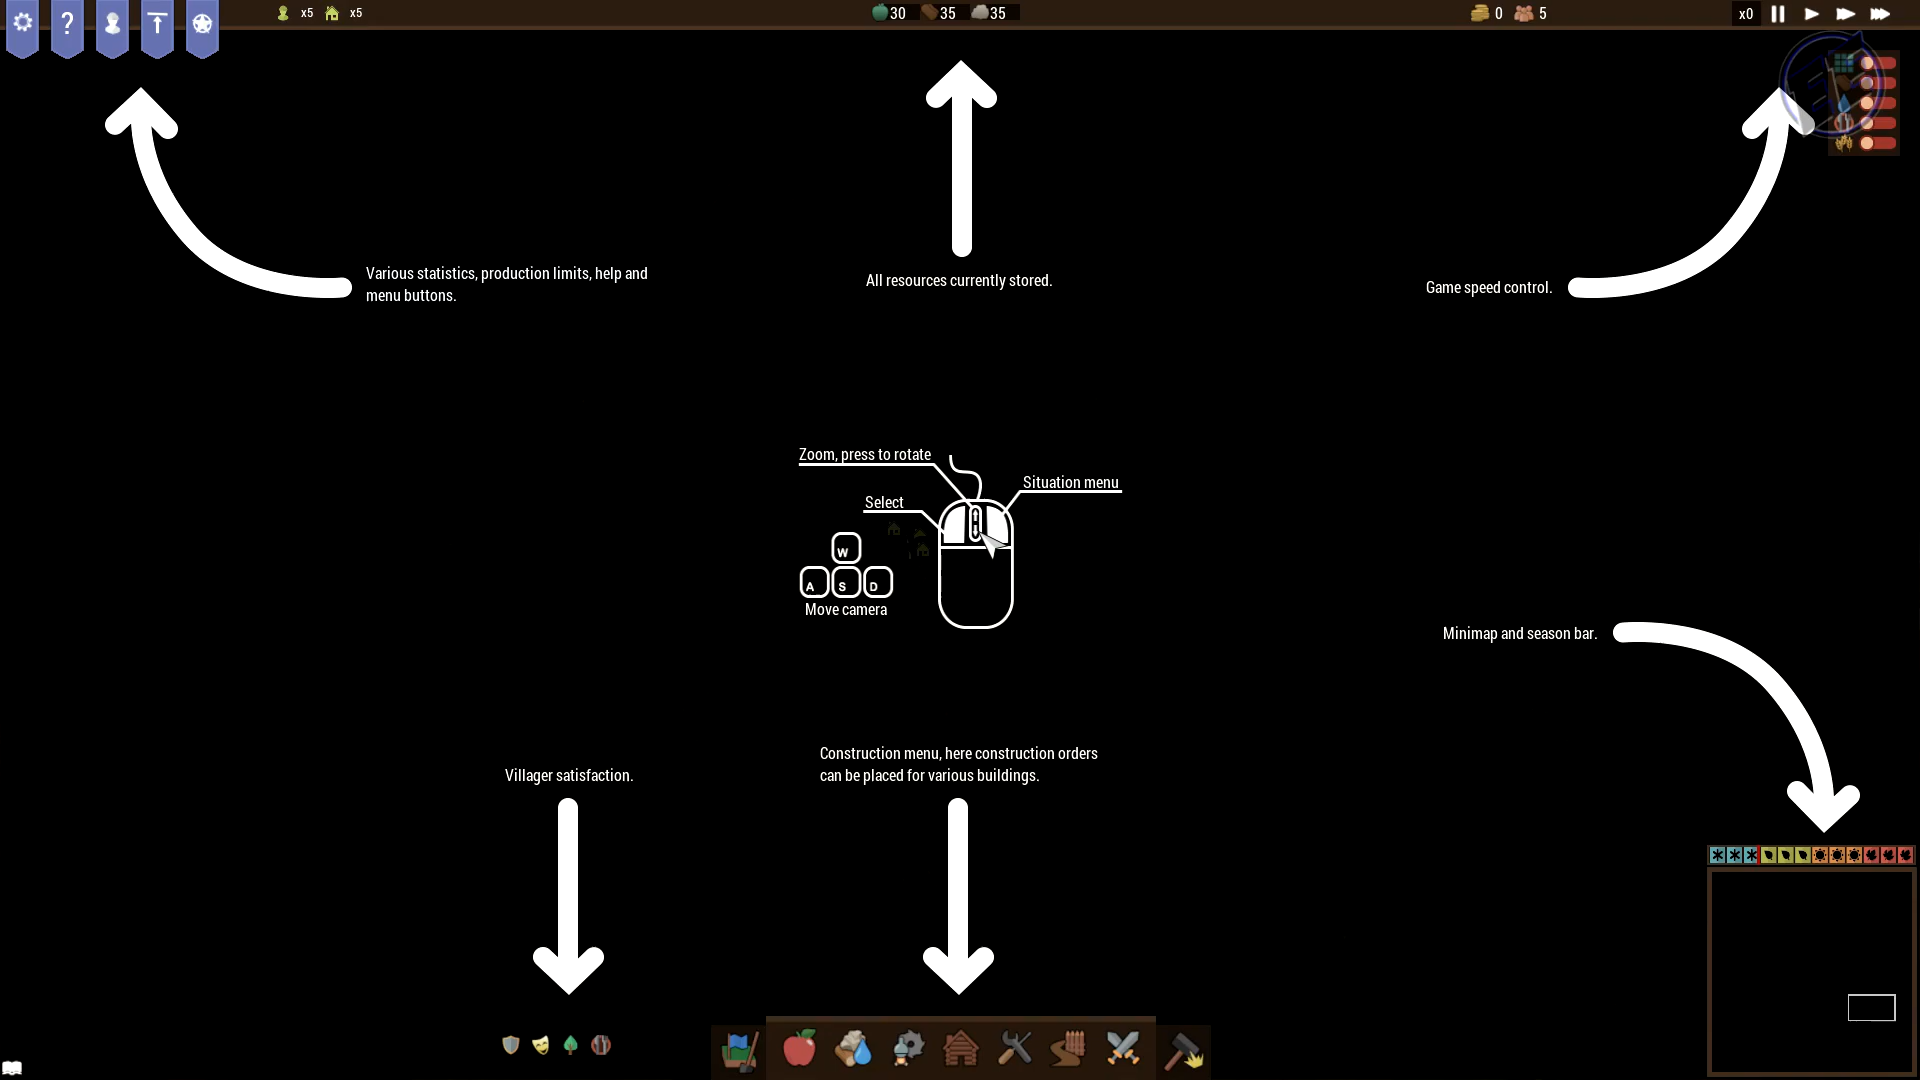 ?
x5
x5
30
35
35
0
5
x0
Various statistics, production limits, help and
menu buttons.
All resources currently stored.
Game speed control.
Zoom, press to rotate
Situation menu
Select
W
A
S
D
Move camera
Minimap and season bar.
Construction menu, here construction orders
can be placed for various buildings.
Villager satisfaction.